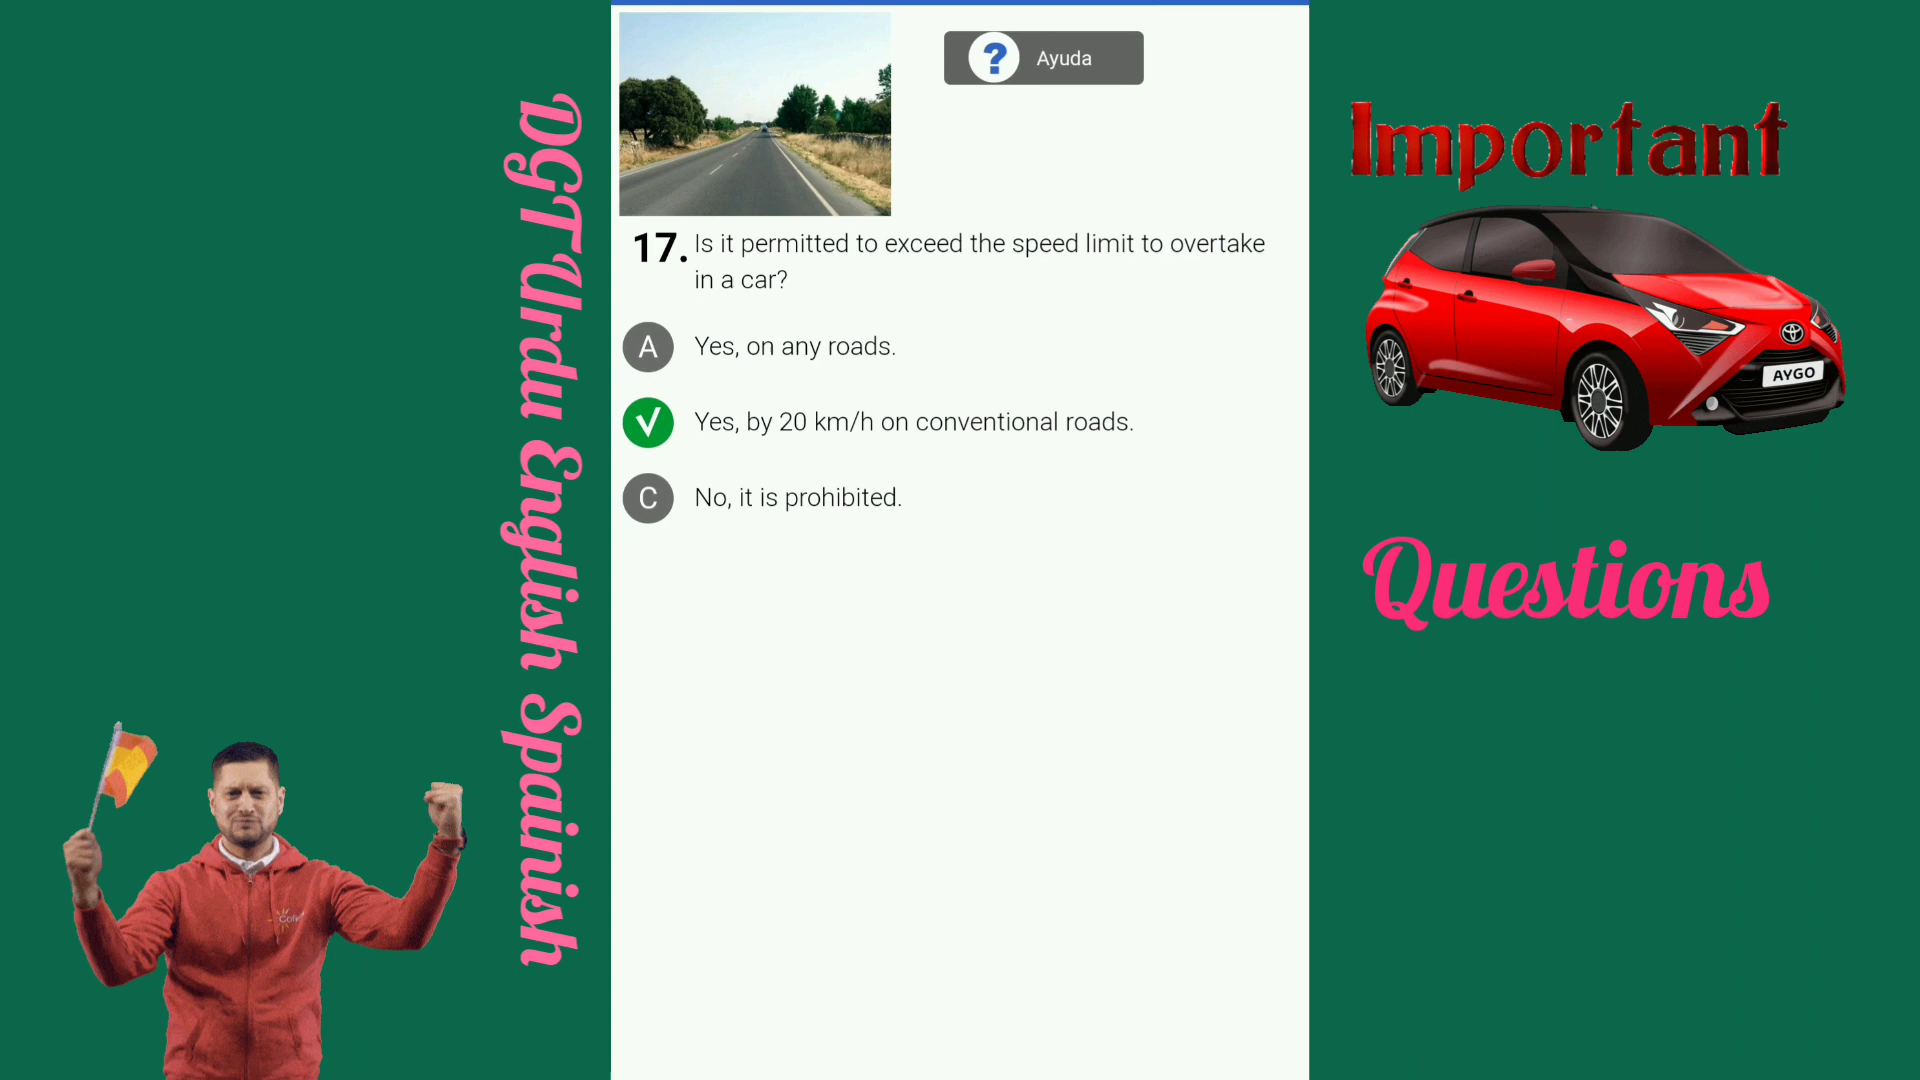 DGT Urdu English Spainish
Ayuda
17. Is it permitted to exceed the speed limit to overtake
in a car?
A Yes, on any roads.
Yes, by 20 km/h on conventional roads.
C No, it is prohibited.
Important
AYGO
Questions